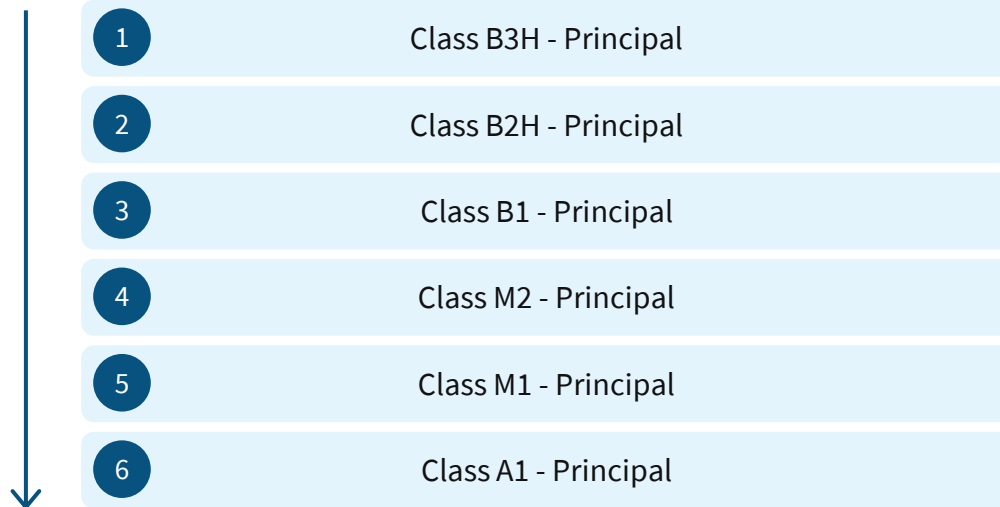 1 Class B3H - Principal
2 Class B2H - Principal
3 Class B1 - Principal
4 Class M2 - Principal
5 Class M1 - Principal
6 Class A1 - Principal